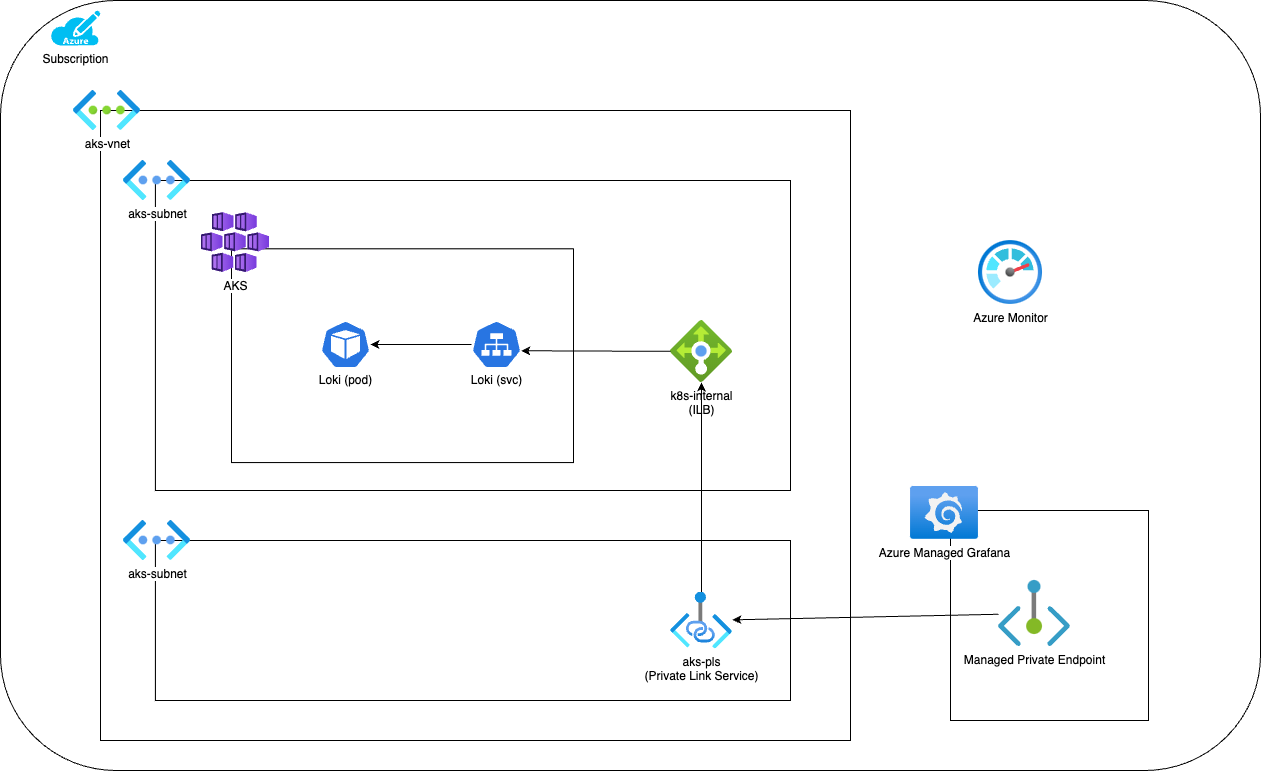 Azure
Subscription
aks-vnet
aks-subnet
AKS
Loki (pod)
Loki (svc)
k8s-internal
(ILB)
Azure Monitor
aks-subnet
aks-pls
(Private Link Service)
Azure Managed Grafana
Managed Private Endpoint